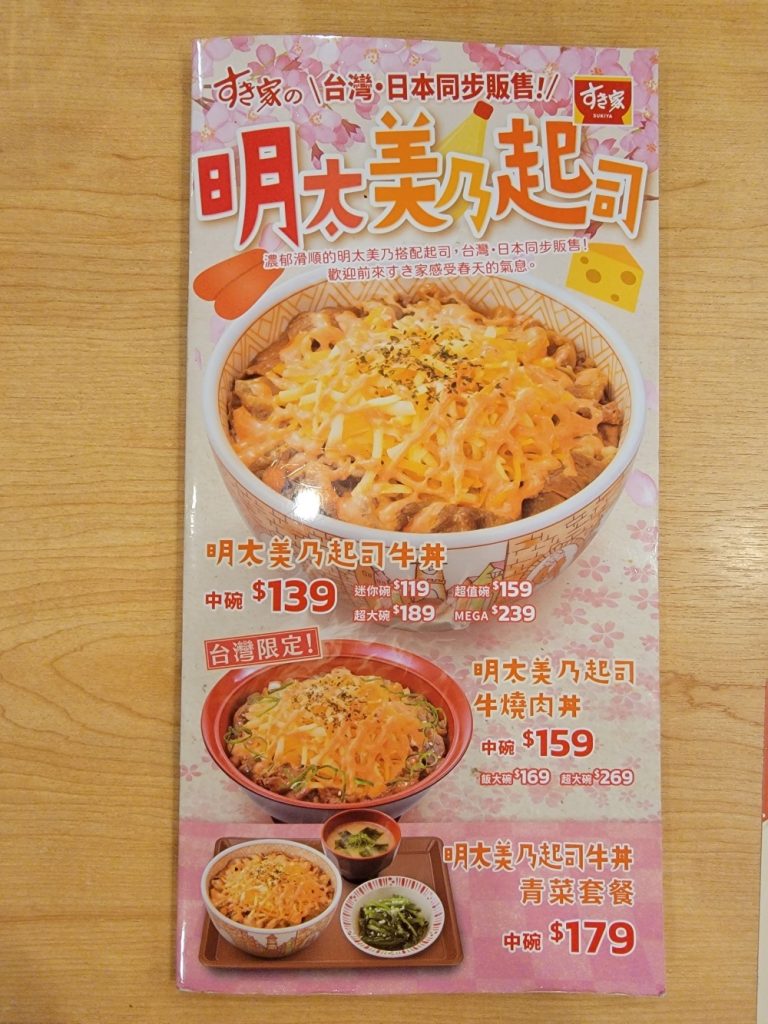 すき家の \台灣・日本同步販售!/
すき家
SUKIYA
明太美乃起司
濃郁滑順的明太美乃搭配起司,台灣・日本同步販售!
歡迎前來すき家感受春天的氣息。
明太美乃起司牛丼
中碗 $139 迷你碗 $119 超值碗 $159
超大碗 $189 MEGA $239
台灣限定!
明太美乃起司
牛燒肉丼
中碗 $159
飯大碗 $169 超大碗 $269
明太美乃起司牛丼
青菜套餐
中碗 $179